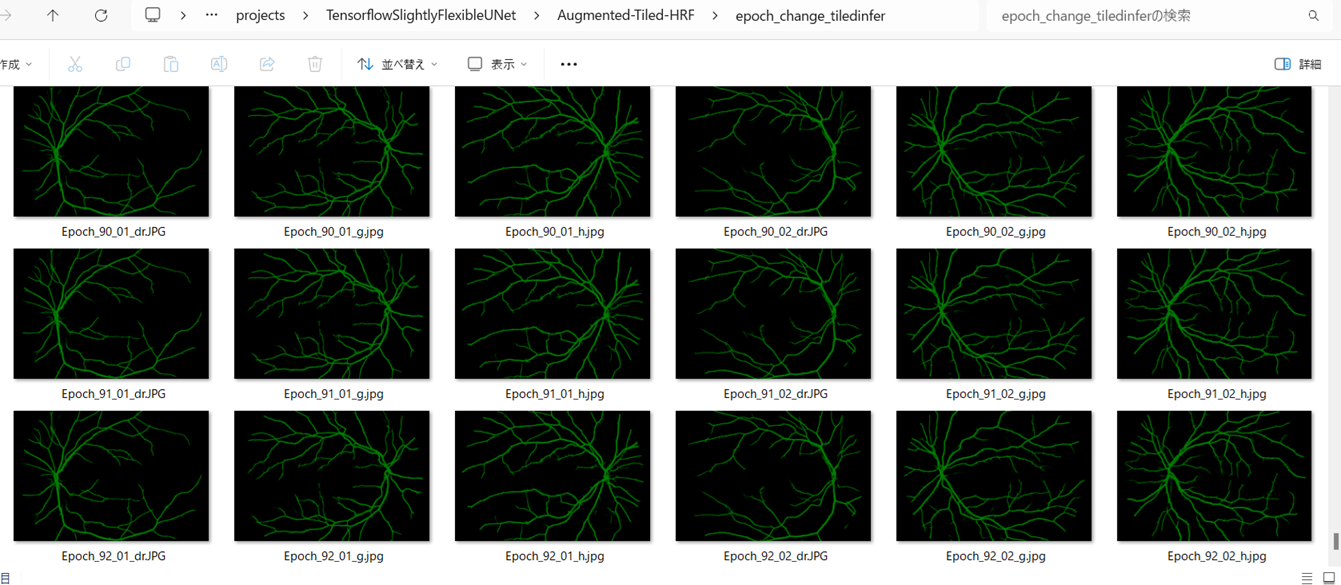 … projects > TensorflowSlightlyFlexibleUNet > Augmented-Tiled-HRF > epoch_change_tiledinfer epoch_change_tiledinferの検索
作成 並べ替え 表示 … 詳細
Epoch_90_01_dr.JPG Epoch_90_01_g.jpg Epoch_90_01_h.jpg Epoch_90_02_dr.JPG Epoch_90_02_g.jpg Epoch_90_02_h.jpg
Epoch_91_01_dr.JPG Epoch_91_01_g.jpg Epoch_91_01_h.jpg Epoch_91_02_dr.JPG Epoch_91_02_g.jpg Epoch_91_02_h.jpg
Epoch_92_01_dr.JPG Epoch_92_01_g.jpg Epoch_92_01_h.jpg Epoch_92_02_dr.JPG Epoch_92_02_g.jpg Epoch_92_02_h.jpg